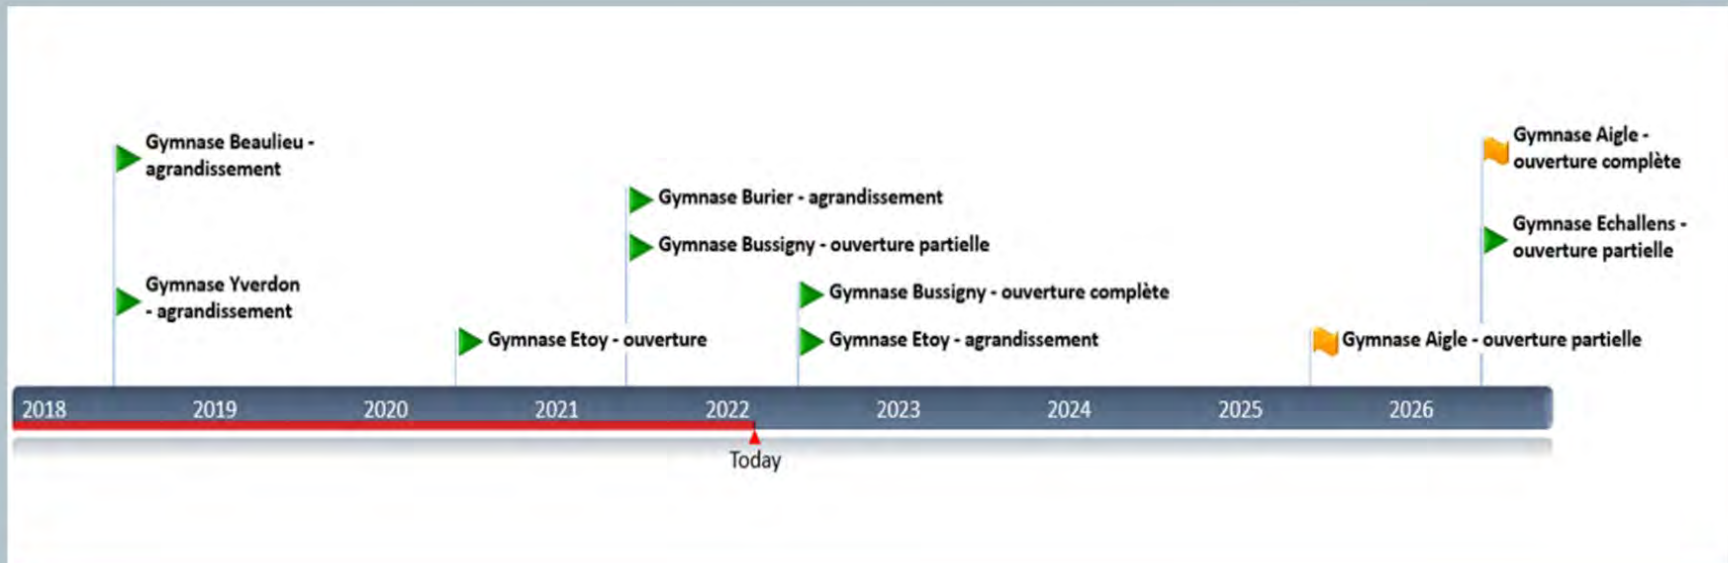 Gymnase Beaulieu -
agrandissement
Gymnase Yverdon
- agrandissement
Gymnase Etoy - ouverture
Gymnase Burier - agrandissement
Gymnase Bussigny - ouverture partielle
Gymnase Bussigny - ouverture complète
Gymnase Etoy - agrandissement
Gymnase Aigle -
ouverture complète
Gymnase Echallens -
ouverture partielle
Gymnase Aigle - ouverture partielle
2018 2019 2020 2021 2022 2023 2024 2025 2026
Today